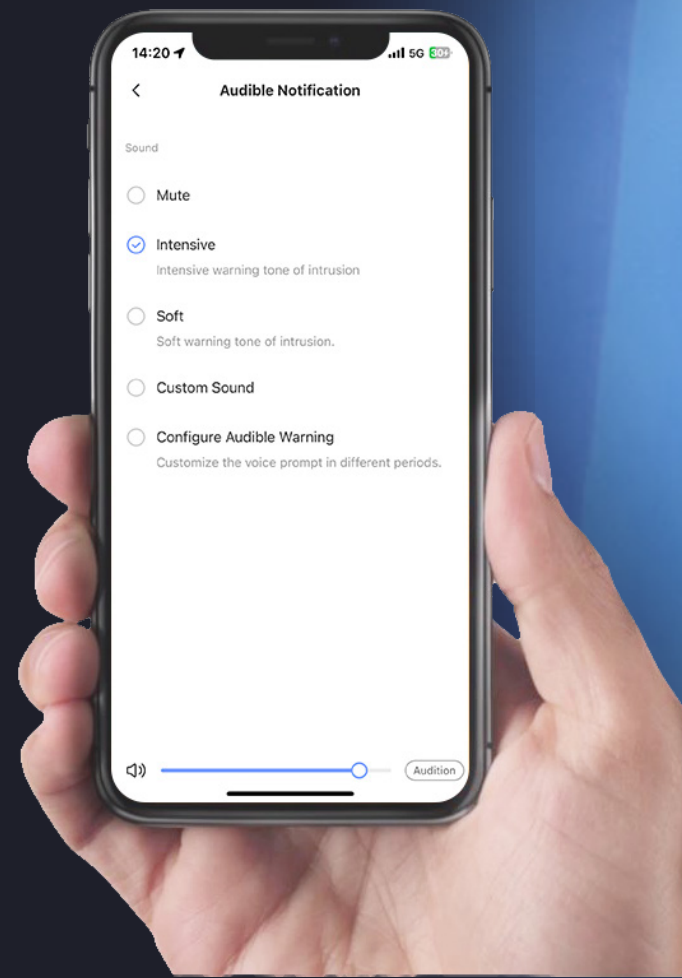 14:20
5G 30+
Audible Notification
Sound
Mute
Intensive
Intensive warning tone of intrusion
Soft
Soft warning tone of intrusion.
Custom Sound
Configure Audible Warning
Customize the voice prompt in different periods.
Audition